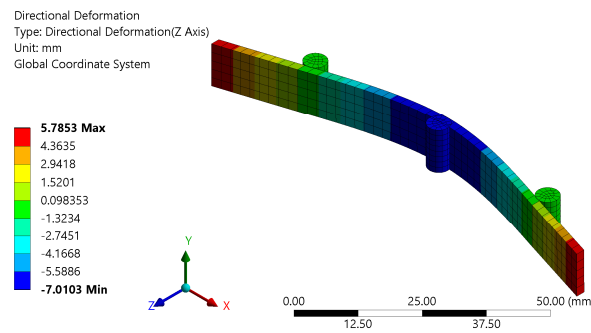 Directional Deformation
Type: Directional Deformation(Z Axis)
Unit: mm
Global Coordinate System
5.7853 Max
4.3635
2.9418
1.5201
0.098353
-1.3234
-2.7451
-4.1668
-5.5886
-7.0103 Min
Y
Z
X
0.00 25.00 50.00 (mm
12.50 37.50